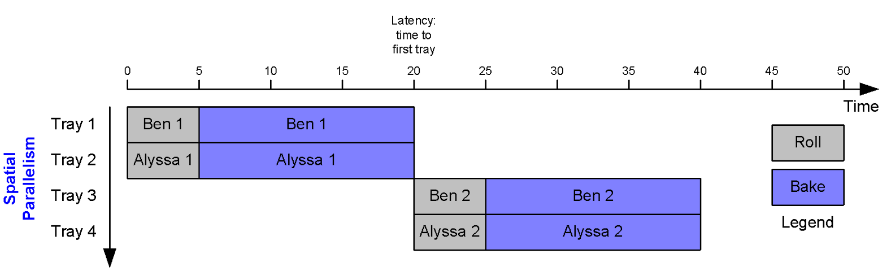 Latency:
time to
first tray
0 5 10 15 20 25 30 35 40 45 50
Time
Spatial
Parallelism
Tray 1 Ben 1 Ben 1
Tray 2 Alyssa 1 Alyssa 1
Tray 3 Ben 2 Ben 2
Tray 4 Alyssa 2 Alyssa 2
Roll
Bake
Legend